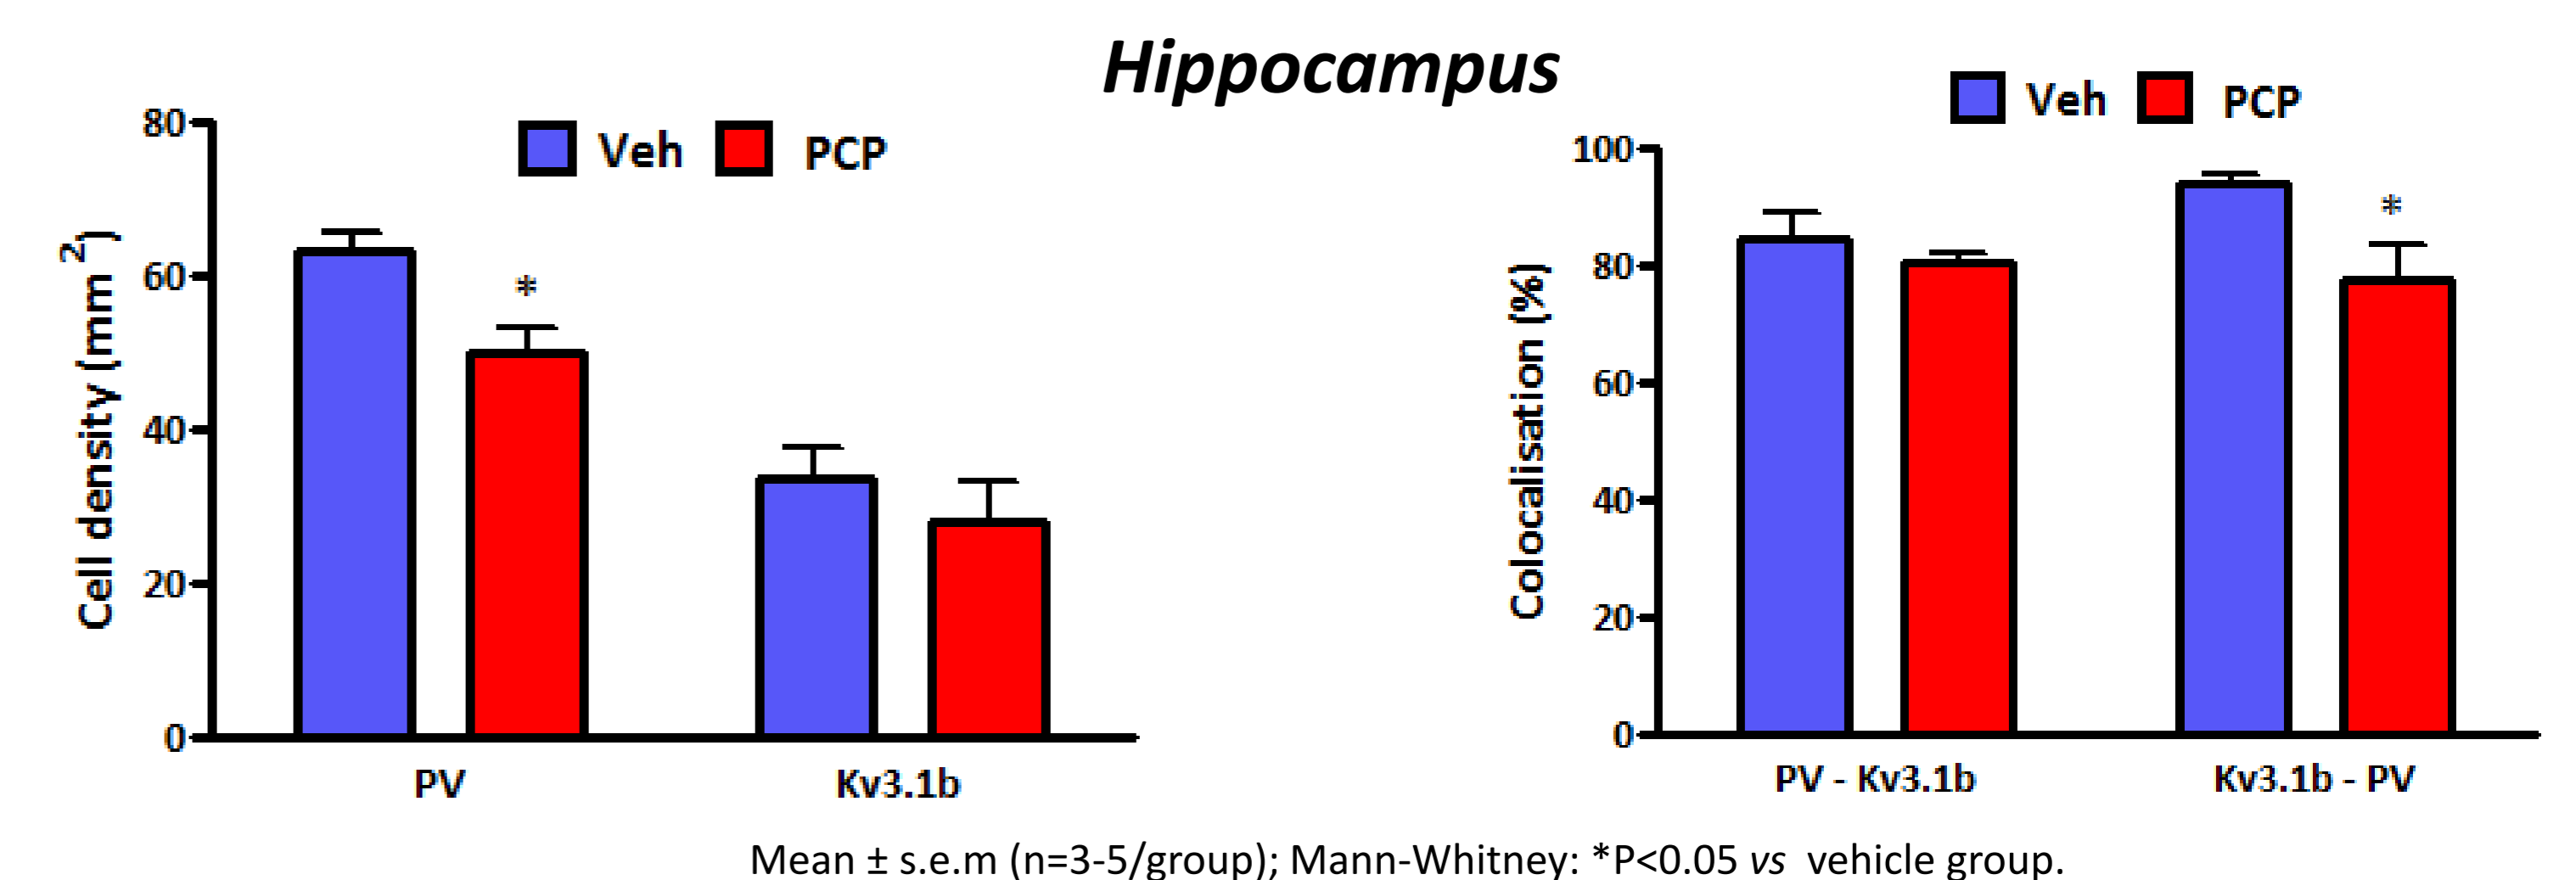 Hippocampus
Veh PCP
80
60
40
20
0
Cell density (mm ²)
PV Kv3.1b
Veh PCP
100
80
60
40
20
0
Colocalisation (%)
PV - Kv3.1b Kv3.1b - PV
*
*
Mean ± s.e.m (n=3-5/group); Mann-Whitney: *P<0.05 vs vehicle group.